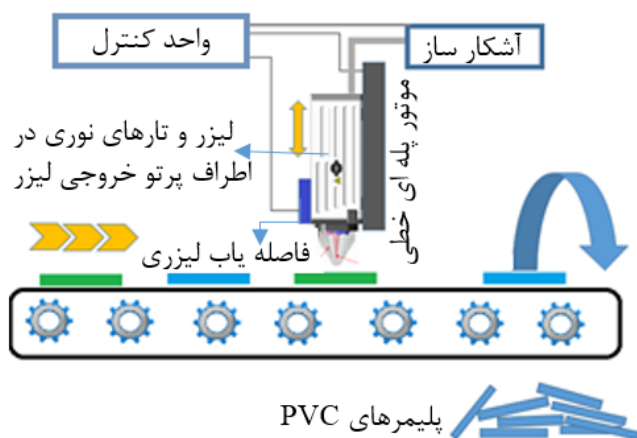 واحد کنترل
آشکار ساز
موتور پله ای خطی
لیزر و تارهای نوری در
اطراف پرتو خروجی لیزر
فاصله یاب لیزری
پلیمرهای PVC